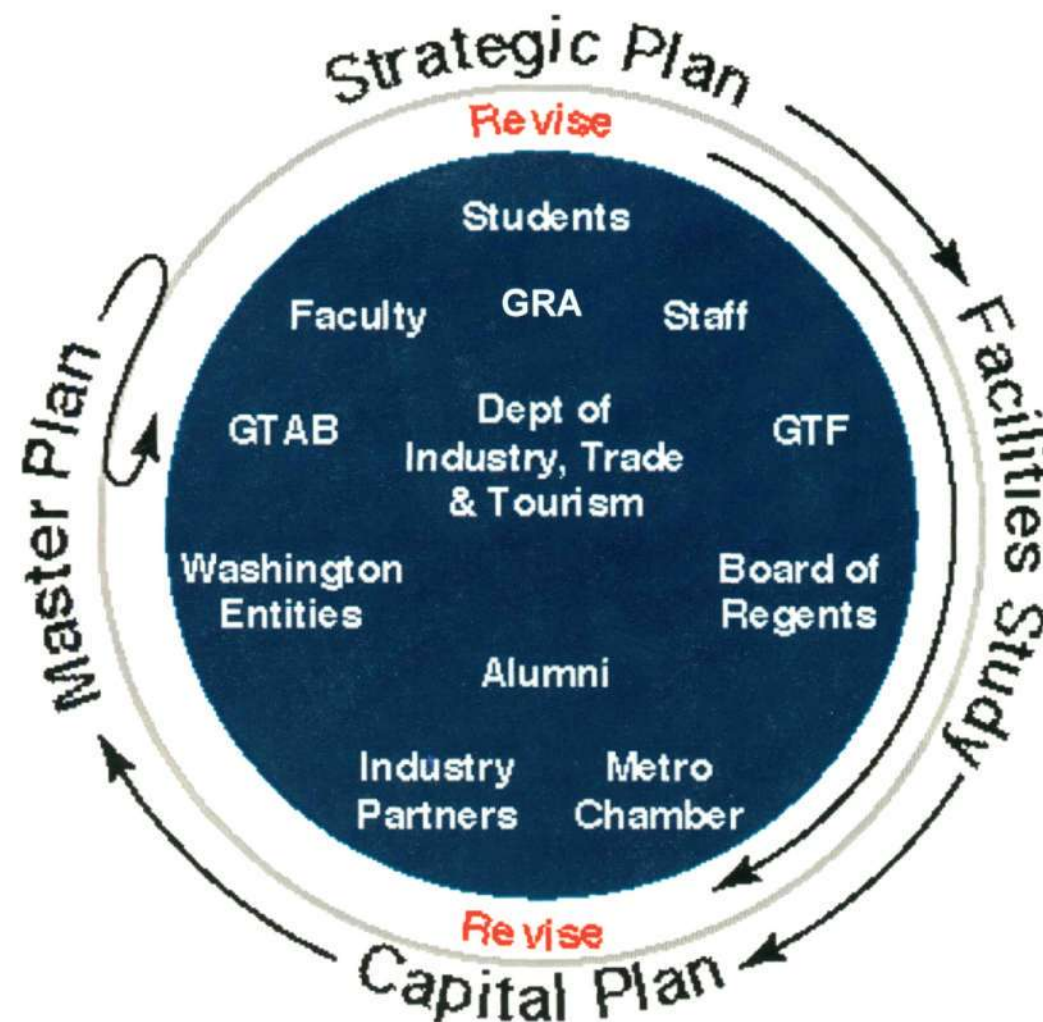 Strategic Plan
Revise
Students
Faculty
GRA
Staff
GTAB
Dept of
Industry, Trade
& Tourism
GTF
Facilities Study
Master Plan
Washington
Entities
Board of
Regents
Alumni
Industry
Partners
Metro
Chamber
Revise
Capital Plan